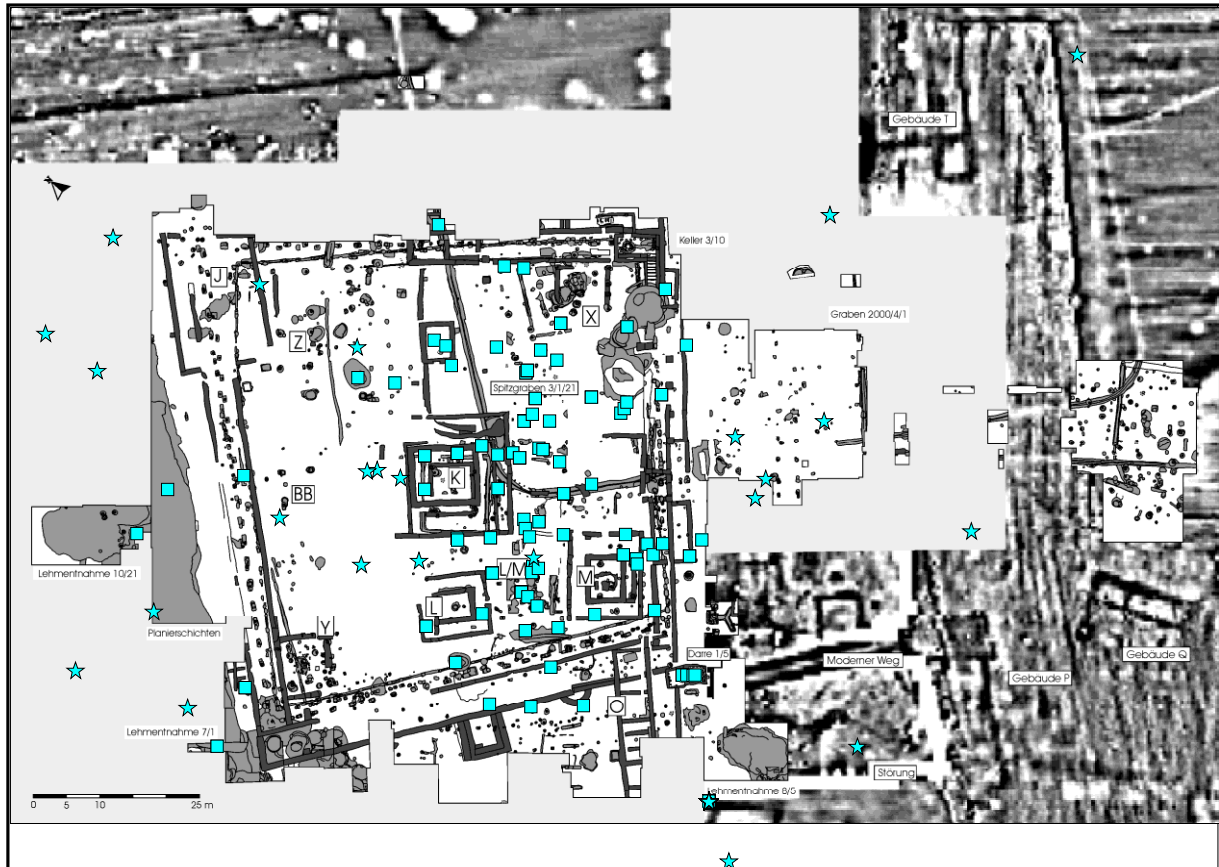 Gebäude T
Keller 3/10
J
X
Graben 2000/4/1
Z
Spitzgraben 3/1/21
K
BB
Lehmentnahme 10/21
L/M
M
L
Planierschichten
Y
Darre 1/5
Moderner Weg
Gebäude Q
Gebäude P
O
Lehmentnahme 7/1
Störung
Lehmentnahme 6/5
0 5 10 25 m